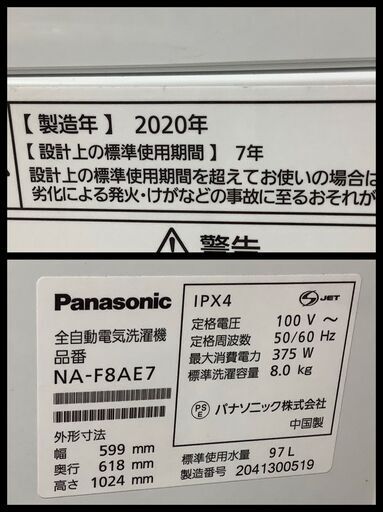 【製造年】 2020年
【設計上の標準使用期間】 7年
設計上の標準使用期間を超えてお使いの場合は
劣化による発火・けがなどの事故に至るおそれが
警告
Panasonic
全自動電気洗濯機
品番
NA-F8AE7
外形寸法
幅 599 mm
奥行 618 mm
高さ 1024 mm
IPX4
S JET
定格電圧 100 V ～
定格周波数 50/60 Hz
最大消費電力 375 W
標準洗濯容量 8.0 kg
PS
E
パナソニック株式会社
中国製
標準使用水量 97 L
製造番号 2041300519